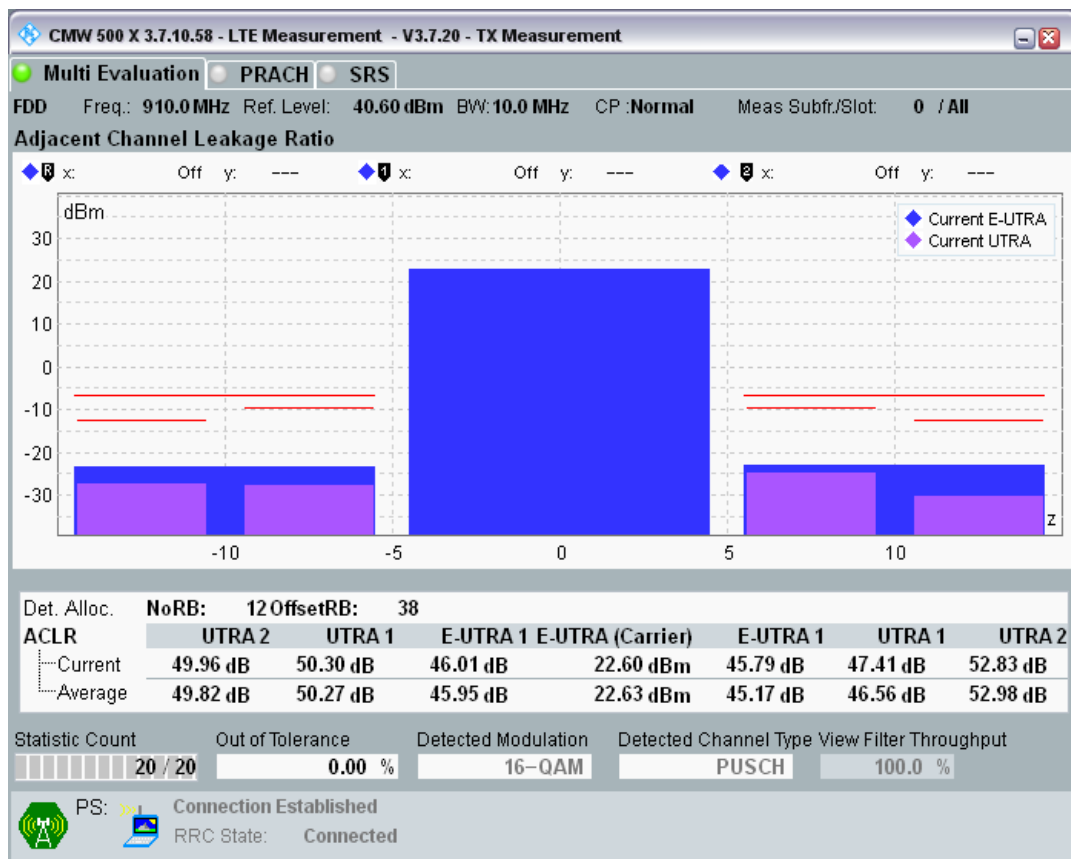 CMW 500 X 3.7.10.58 - LTE Measurement - V3.7.20 - TX Measurement
Multi Evaluation PRACH SRS
FDD Freq.: 910.0 MHz Ref. Level: 40.60 dBm BW: 10.0 MHz CP :Normal Meas Subfr./Slot: 0 / All
Adjacent Channel Leakage Ratio
R x: Off y: --- 1 x: Off y: --- 2 x: Off y: ---
dBm
Current E-UTRA
Current UTRA
30
20
10
0
-10
-20
-30
z
-10 -5 0 5 10
Det. Alloc. NoRB: 12 OffsetRB: 38
ACLR UTRA 2 UTRA 1 E-UTRA 1 E-UTRA (Carrier) E-UTRA 1 UTRA 1 UTRA 2
Current 49.96 dB 50.30 dB 46.01 dB 22.60 dBm 45.79 dB 47.41 dB 52.83 dB
Average 49.82 dB 50.27 dB 45.95 dB 22.63 dBm 45.17 dB 46.56 dB 52.98 dB
Statistic Count Out of Tolerance Detected Modulation Detected Channel Type View Filter Throughput
20 / 20 0.00 % 16-QAM PUSCH 100.0 %
PS: Connection Established
RRC State: Connected